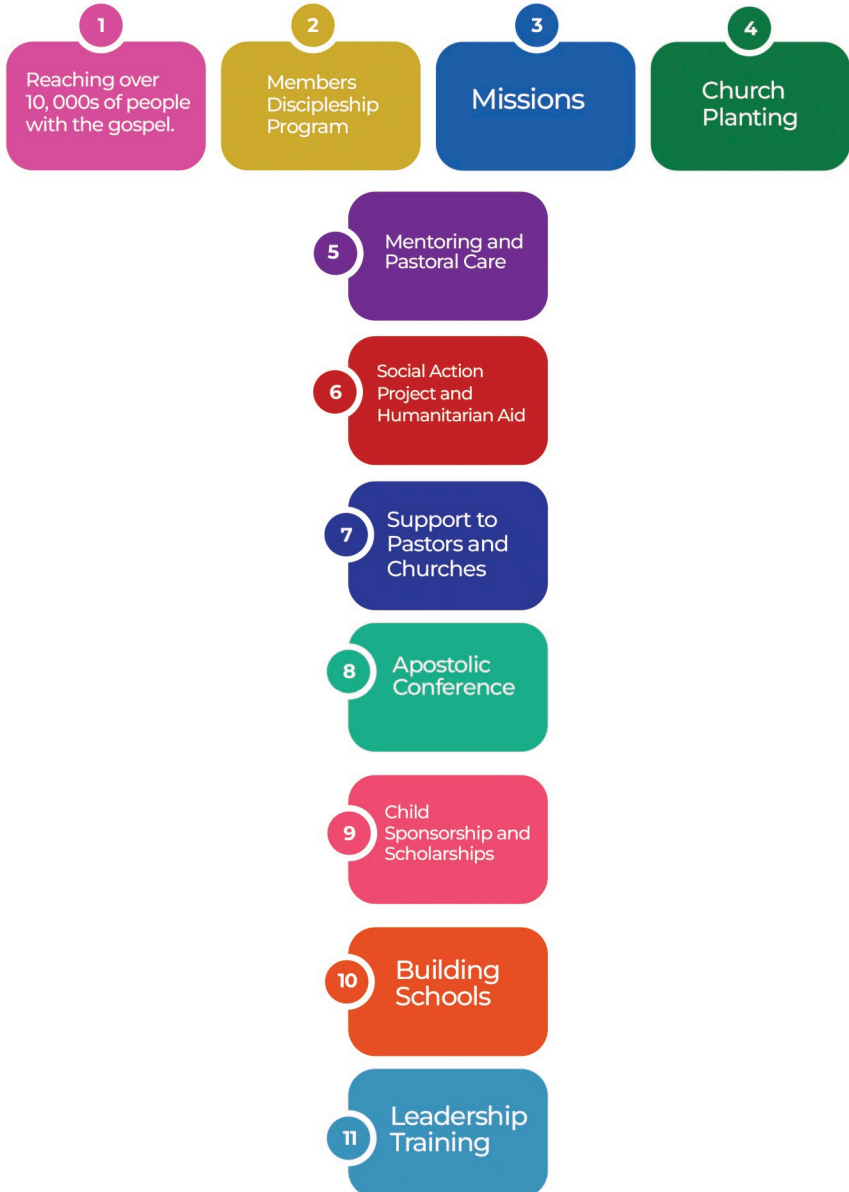 1
Reaching over
10, 000s of people
with the gospel.
2
Members
Discipleship
Program
3
Missions
4
Church
Planting
5
Mentoring and
Pastoral Care
6
Social Action
Project and
Humanitarian Aid
7
Support to
Pastors and
Churches
8
Apostolic
Conference
9
Child
Sponsorship and
Scholarships
10
Building
Schools
11
Leadership
Training